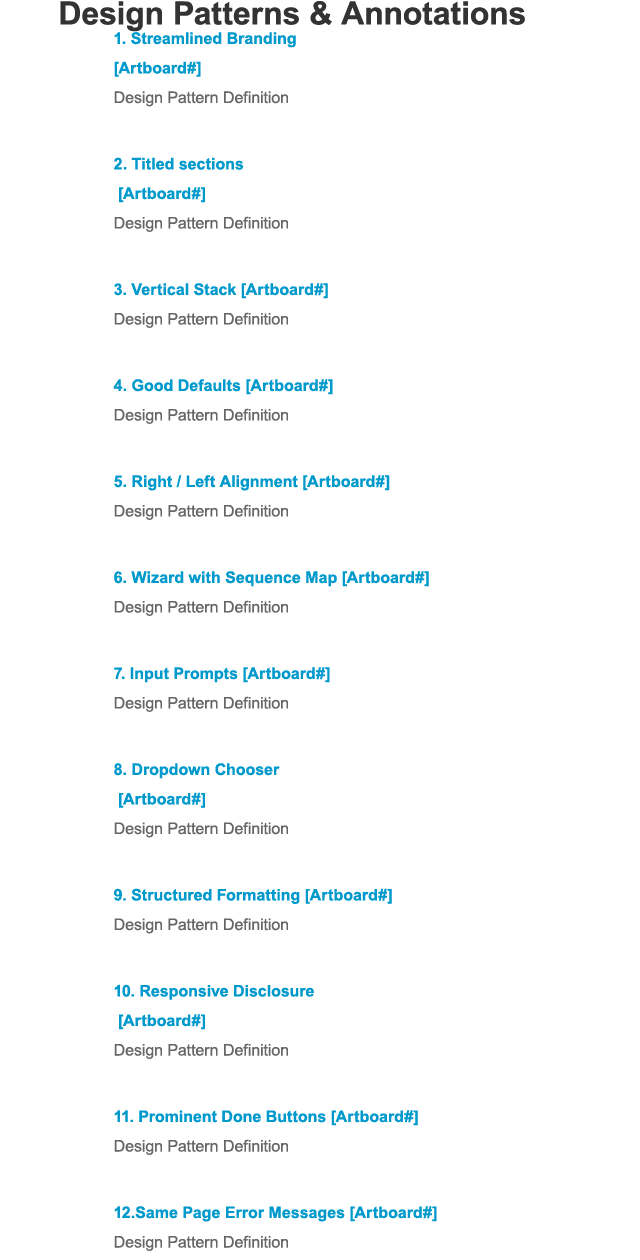 Design Patterns & Annotations
1. Streamlined Branding
[Artboard#]
Design Pattern Definition
2. Titled sections
[Artboard#]
Design Pattern Definition
3. Vertical Stack [Artboard#]
Design Pattern Definition
4. Good Defaults [Artboard#]
Design Pattern Definition
5. Right / Left Alignment [Artboard#]
Design Pattern Definition
6. Wizard with Sequence Map [Artboard#]
Design Pattern Definition
7. Input Prompts [Artboard#]
Design Pattern Definition
8. Dropdown Chooser
[Artboard#]
Design Pattern Definition
9. Structured Formatting [Artboard#]
Design Pattern Definition
10. Responsive Disclosure
[Artboard#]
Design Pattern Definition
11. Prominent Done Buttons [Artboard#]
Design Pattern Definition
12.Same Page Error Messages [Artboard#]
Design Pattern Definition